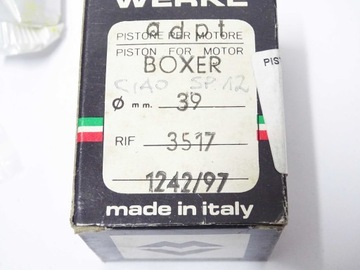 WERKE
adpt
PISTONE PER MOTORE
PISTON FOR MOTOR
BOXER
CIAO SP.12
Ø mm. 39
RIF 3517
1242/97
made in italy
PIS